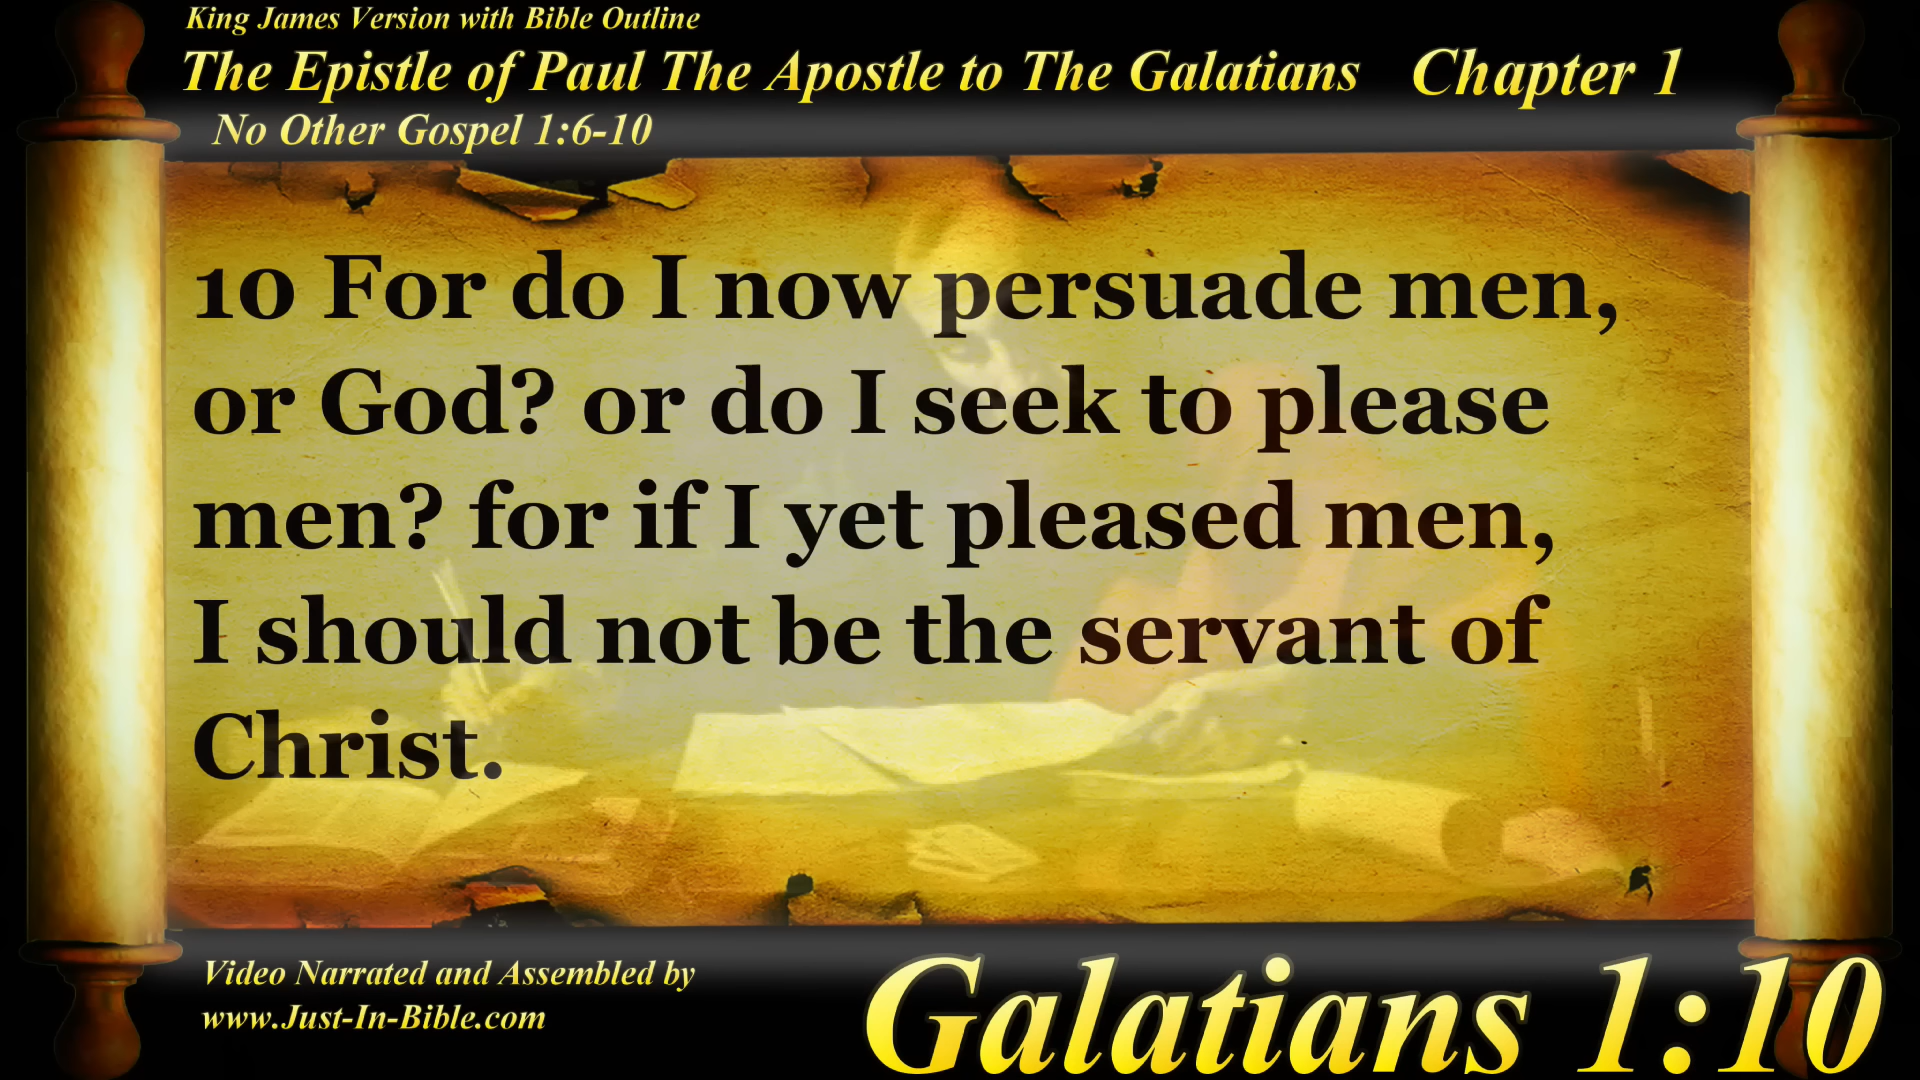 King James Version with Bible Outline
The Epistle of Paul The Apostle to The Galatians Chapter 1
No Other Gospel 1:6-10
10 For do I now persuade men,
or God? or do I seek to please
men? for if I yet pleased men,
I should not be the servant of
Christ.
Video Narrated and Assembled by
www.Just-In-Bible.com
Galatians 1:10